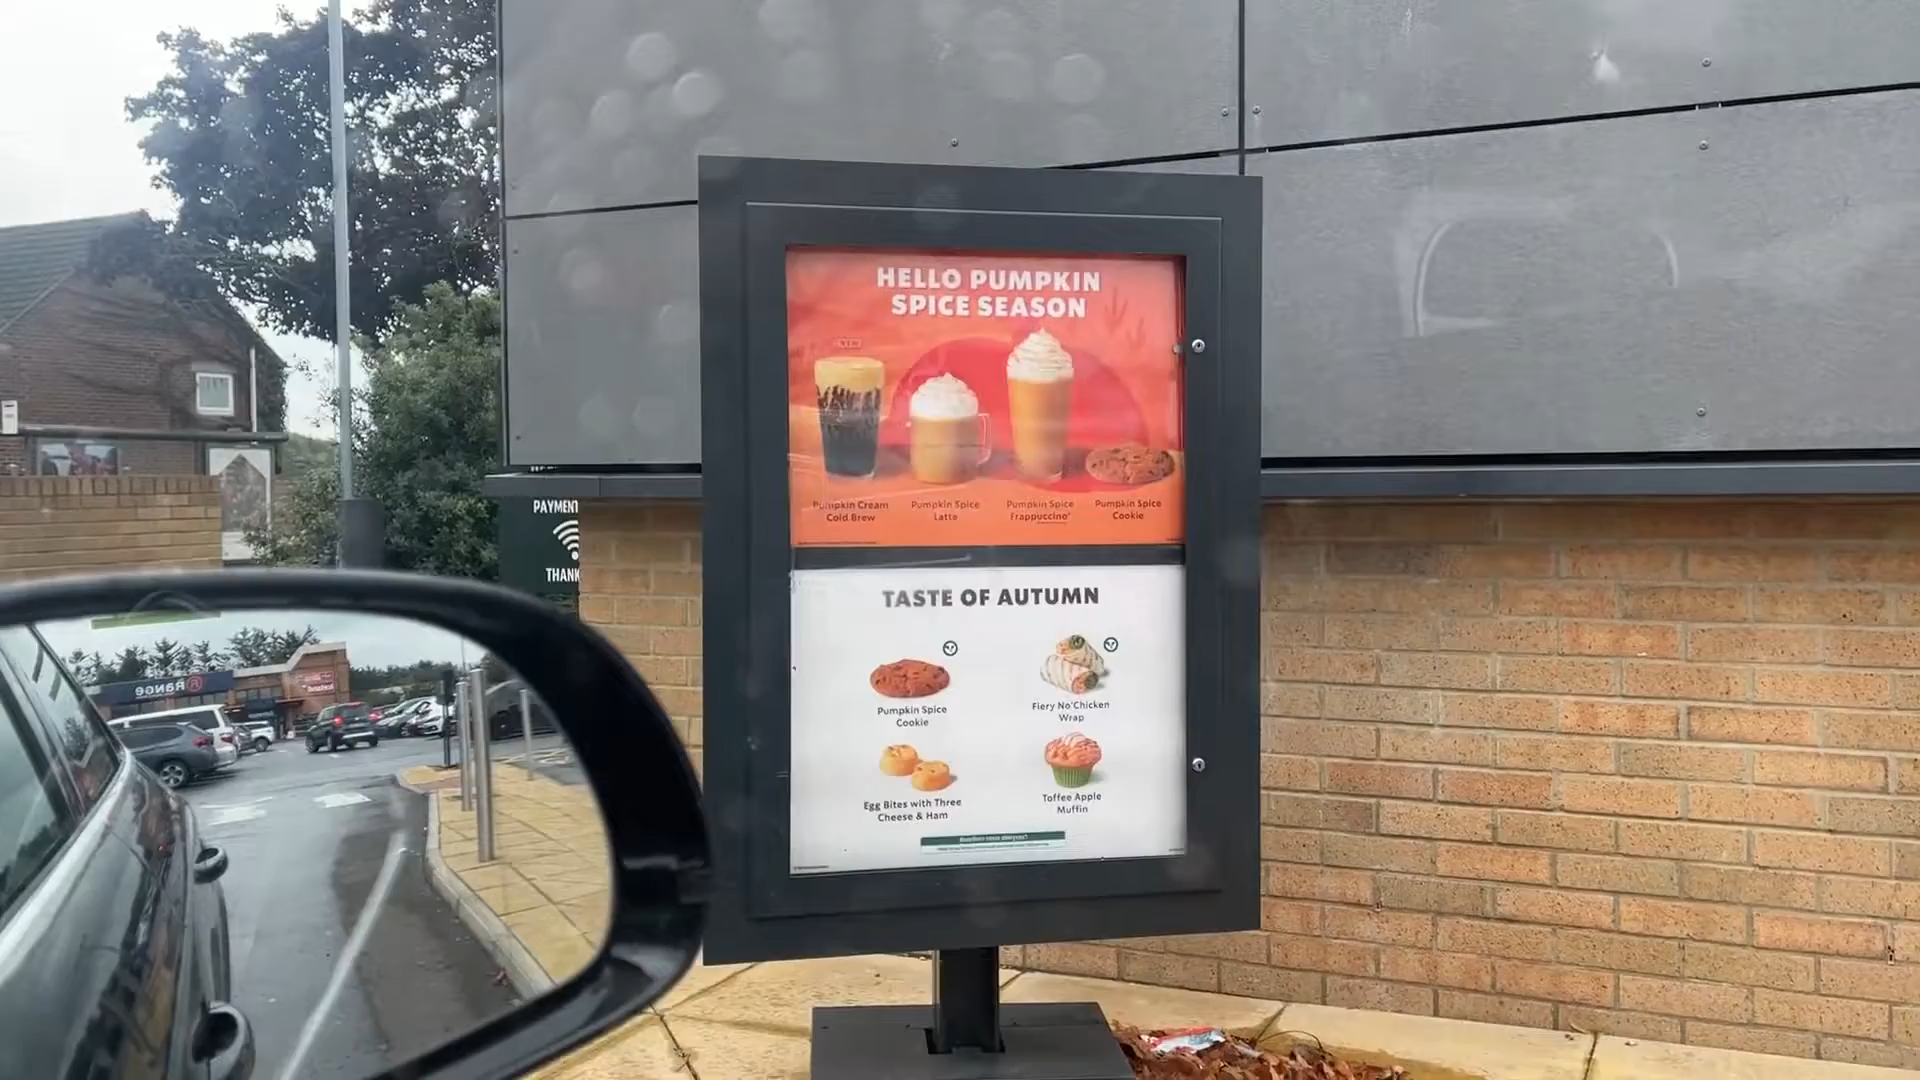 HELLO PUMPKIN
SPICE SEASON
Pumpkin Cream
Cold Brew
Pumpkin Spice
Latte
Pumpkin Spice
Frappuccino®
Pumpkin Spice
Cookie
TASTE OF AUTUMN
Pumpkin Spice
Cookie
Fiery No'Chicken
Wrap
Egg Bites with Three
Cheese & Ham
Toffee Apple
Muffin
PAYMENT
THANK
Range